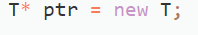 T* ptr = new T;